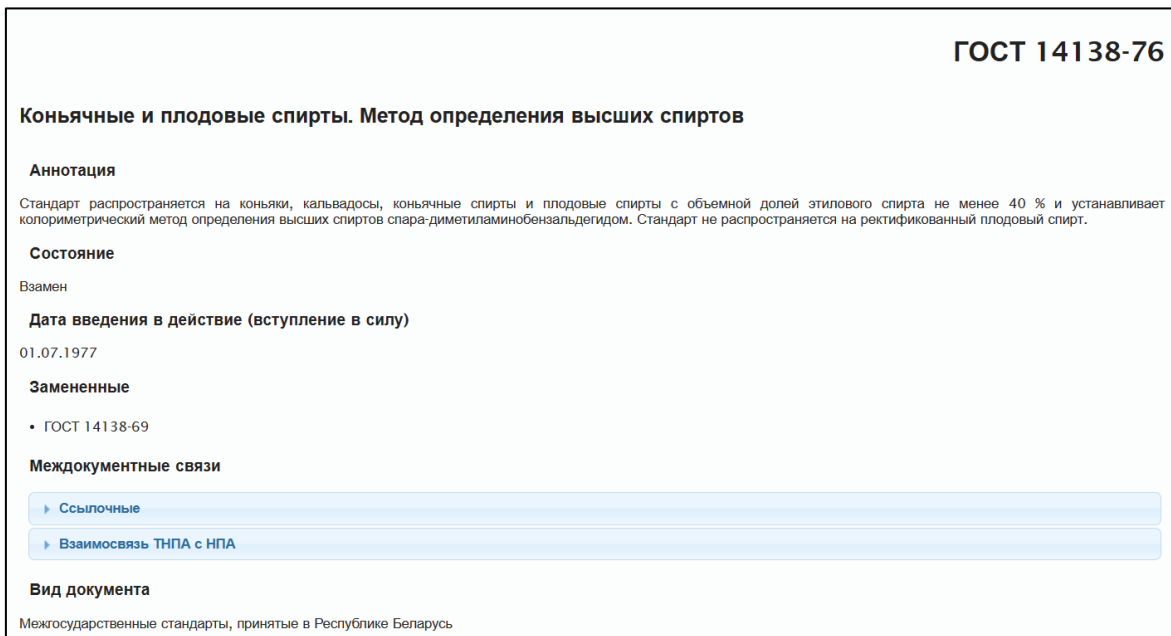 ГОСТ 14138-76
Коньячные и плодовые спирты. Метод определения высших спиртов
Аннотация
Стандарт распространяется на коньяки, кальвадосы, коньячные спирты и плодовые спирты с объемной долей этилового спирта не менее 40 % и устанавливает
колориметрический метод определения высших спиртов спара-диметиламинобензальдегидом. Стандарт не распространяется на ректификованный плодовый спирт.
Состояние
Взамен
Дата введения в действие (вступление в силу)
01.07.1977
Замененные
• ГОСТ 14138-69
Междокументные связи
Ссылочные
Взаимосвязь ТНПА с НПА
Вид документа
Межгосударственные стандарты, принятые в Республике Беларусь